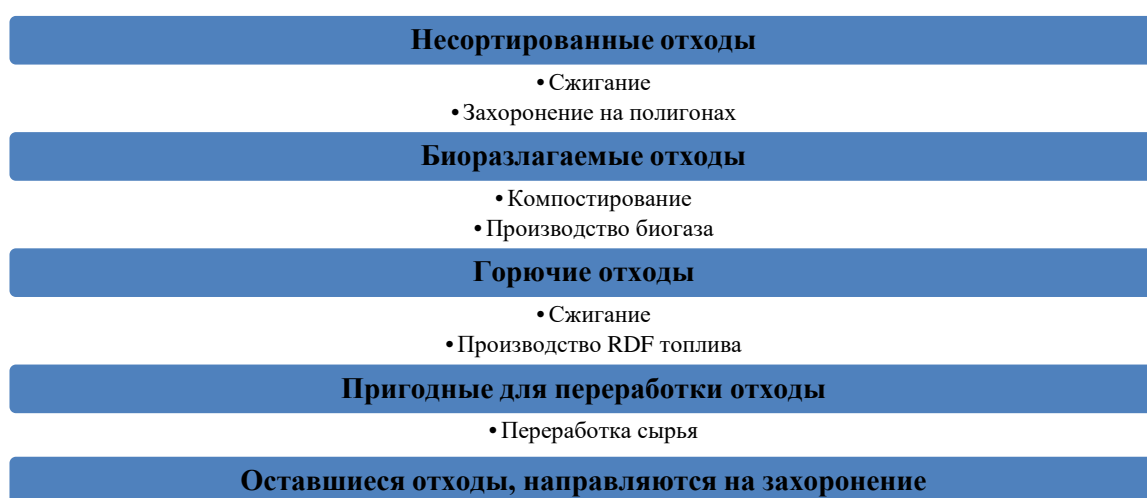 Несортированные отходы
•Сжигание
•Захоронение на полигонах
Биоразлагаемые отходы
•Компостирование
•Производство биогаза
Горючие отходы
•Сжигание
•Производство RDF топлива
Пригодные для переработки отходы
•Переработка сырья
Оставшиеся отходы, направляются на захоронение